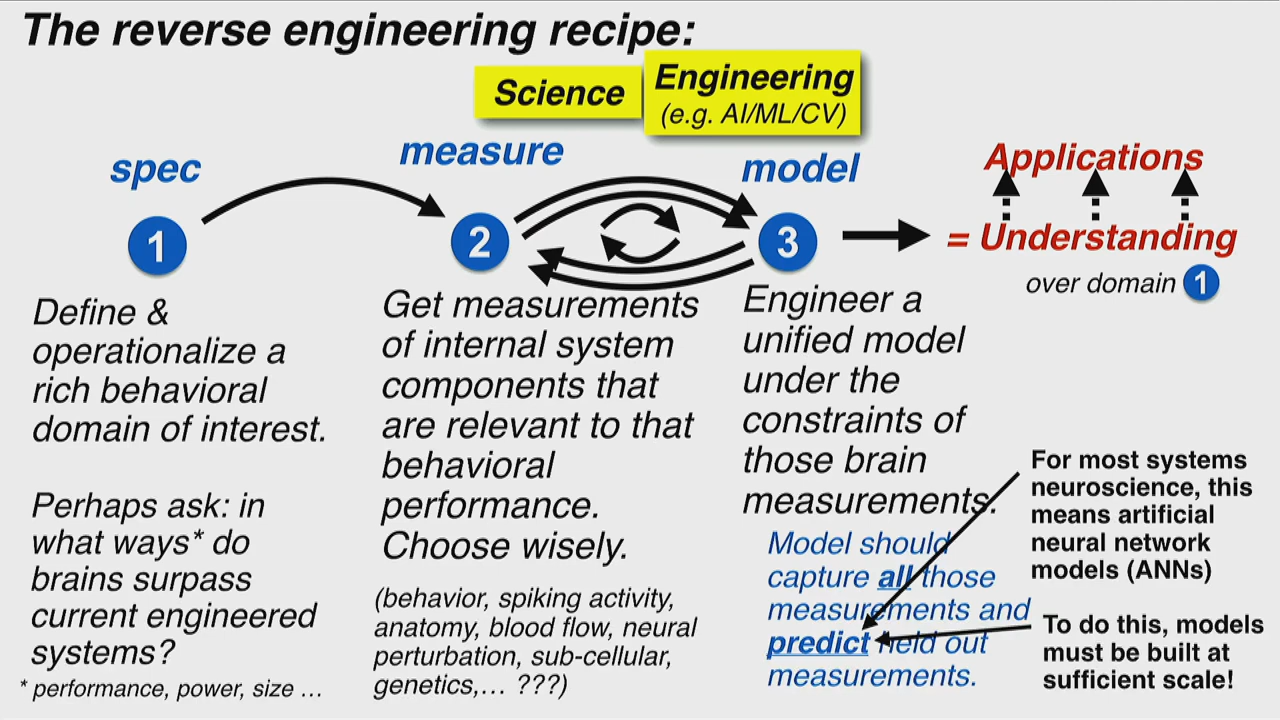 The reverse engineering recipe:
Science
Engineering
(e.g. AI/ML/CV)
spec
measure
model
Applications
1
2
3
= Understanding
over domain 1
Define &
operationalize a
rich behavioral
domain of interest.
Perhaps ask: in
what ways* do
brains surpass
current engineered
systems?
* performance, power, size ...
Get measurements
of internal system
components that
are relevant to that
behavioral
performance.
Choose wisely.
(behavior, spiking activity,
anatomy, blood flow, neural
perturbation, sub-cellular,
genetics,... ???)
Engineer a
unified model
under the
constraints of
those brain
measurements.
Model should
capture all those
measurements and
predict held out
measurements.
For most systems
neuroscience, this
means artificial
neural network
models (ANNs)
To do this, models
must be built at
sufficient scale!